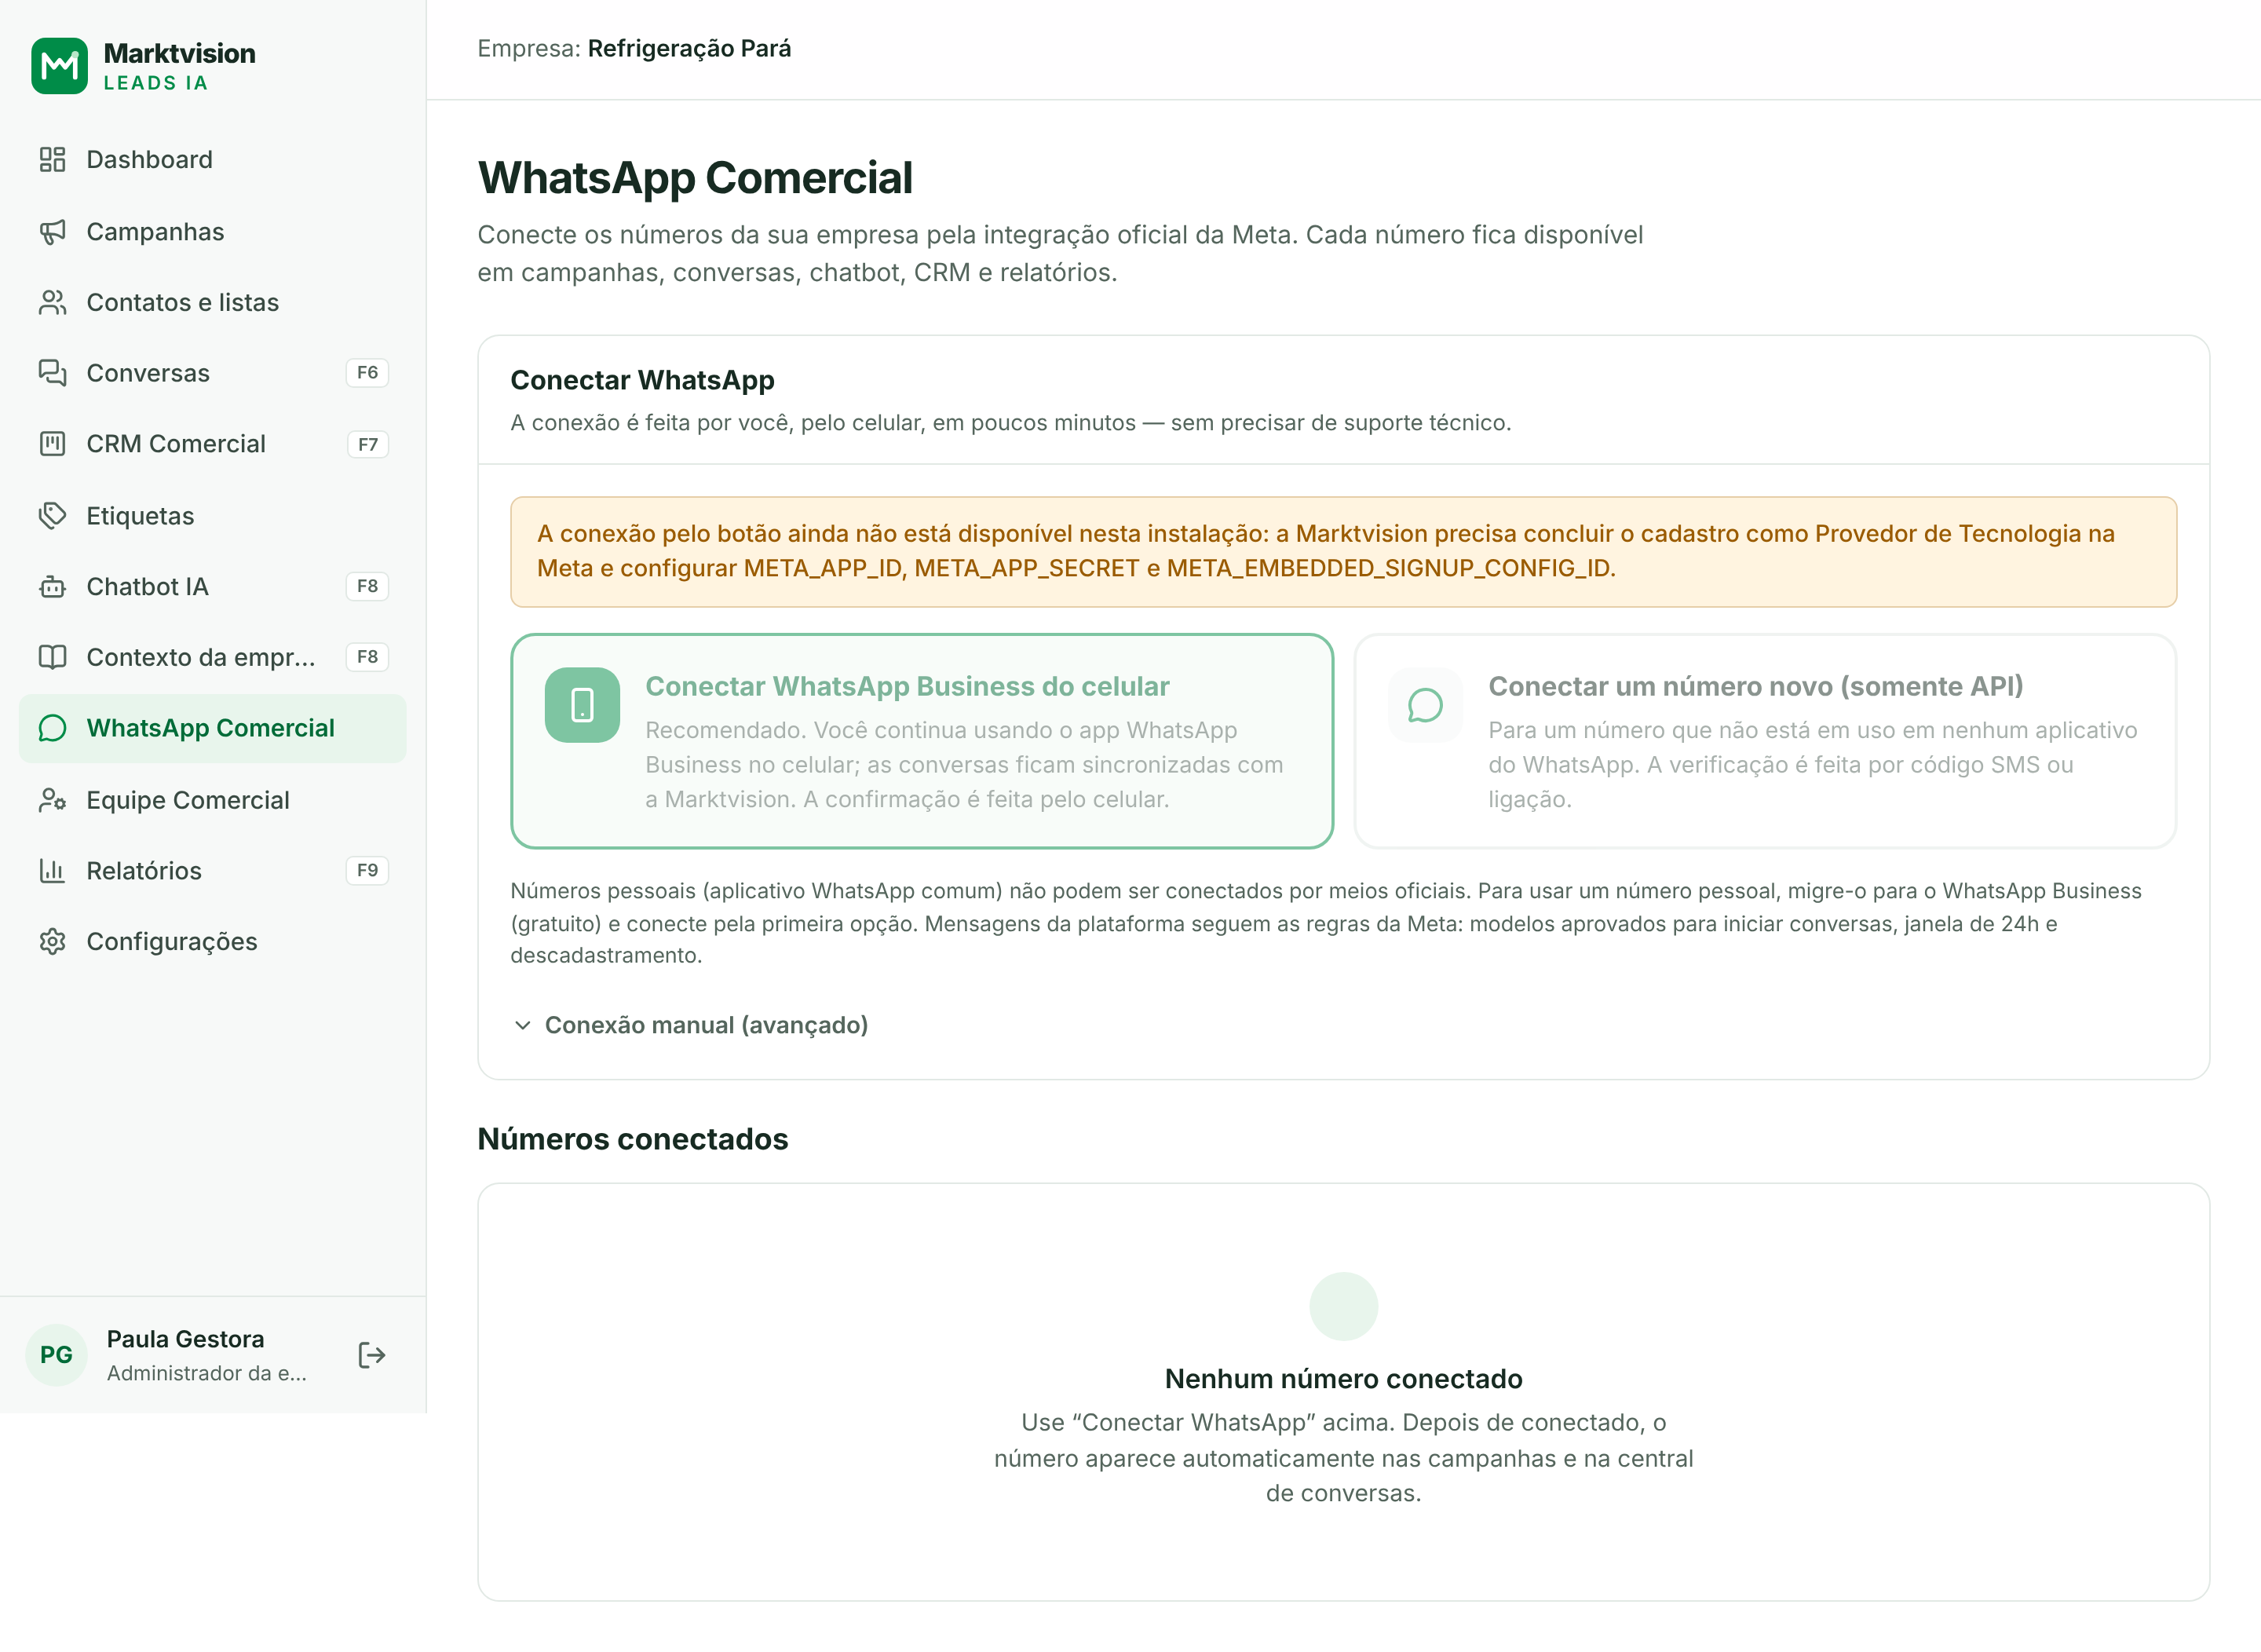 Marktvision
LEADS IA
Dashboard
Campanhas
Contatos e listas
Conversas F6
CRM Comercial F7
Etiquetas
Chatbot IA F8
Contexto da empr... F8
WhatsApp Comercial
Equipe Comercial
Relatórios F9
Configurações
PG
Paula Gestora
Administrador da e...
Empresa: Refrigeração Pará
WhatsApp Comercial
Conecte os números da sua empresa pela integração oficial da Meta. Cada número fica disponível
em campanhas, conversas, chatbot, CRM e relatórios.
Conectar WhatsApp
A conexão é feita por você, pelo celular, em poucos minutos — sem precisar de suporte técnico.
A conexão pelo botão ainda não está disponível nesta instalação: a Marktvision precisa concluir o cadastro como Provedor de Tecnologia na
Meta e configurar META_APP_ID, META_APP_SECRET e META_EMBEDDED_SIGNUP_CONFIG_ID.
Conectar WhatsApp Business do celular
Recomendado. Você continua usando o app WhatsApp
Business no celular; as conversas ficam sincronizadas com
a Marktvision. A confirmação é feita pelo celular.
Conectar um número novo (somente API)
Para um número que não está em uso em nenhum aplicativo
do WhatsApp. A verificação é feita por código SMS ou
ligação.
Números pessoais (aplicativo WhatsApp comum) não podem ser conectados por meios oficiais. Para usar um número pessoal, migre-o para o WhatsApp Business
(gratuito) e conecte pela primeira opção. Mensagens da plataforma seguem as regras da Meta: modelos aprovados para iniciar conversas, janela de 24h e
descadastramento.
Conexão manual (avançado)
Números conectados
Nenhum número conectado
Use “Conectar WhatsApp” acima. Depois de conectado, o
número aparece automaticamente nas campanhas e na central
de conversas.